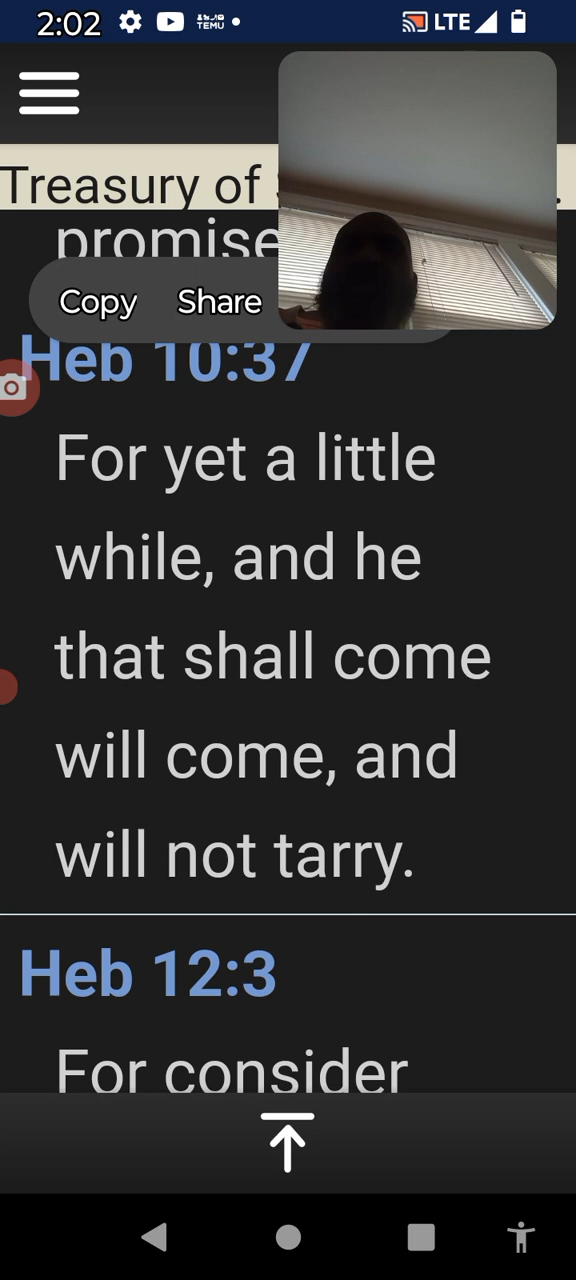 2:02
TEMU
LTE
Treasury of
promise
Copy Share
Heb 10:37
For yet a little
while, and he
that shall come
will come, and
will not tarry.
Heb 12:3
For consider